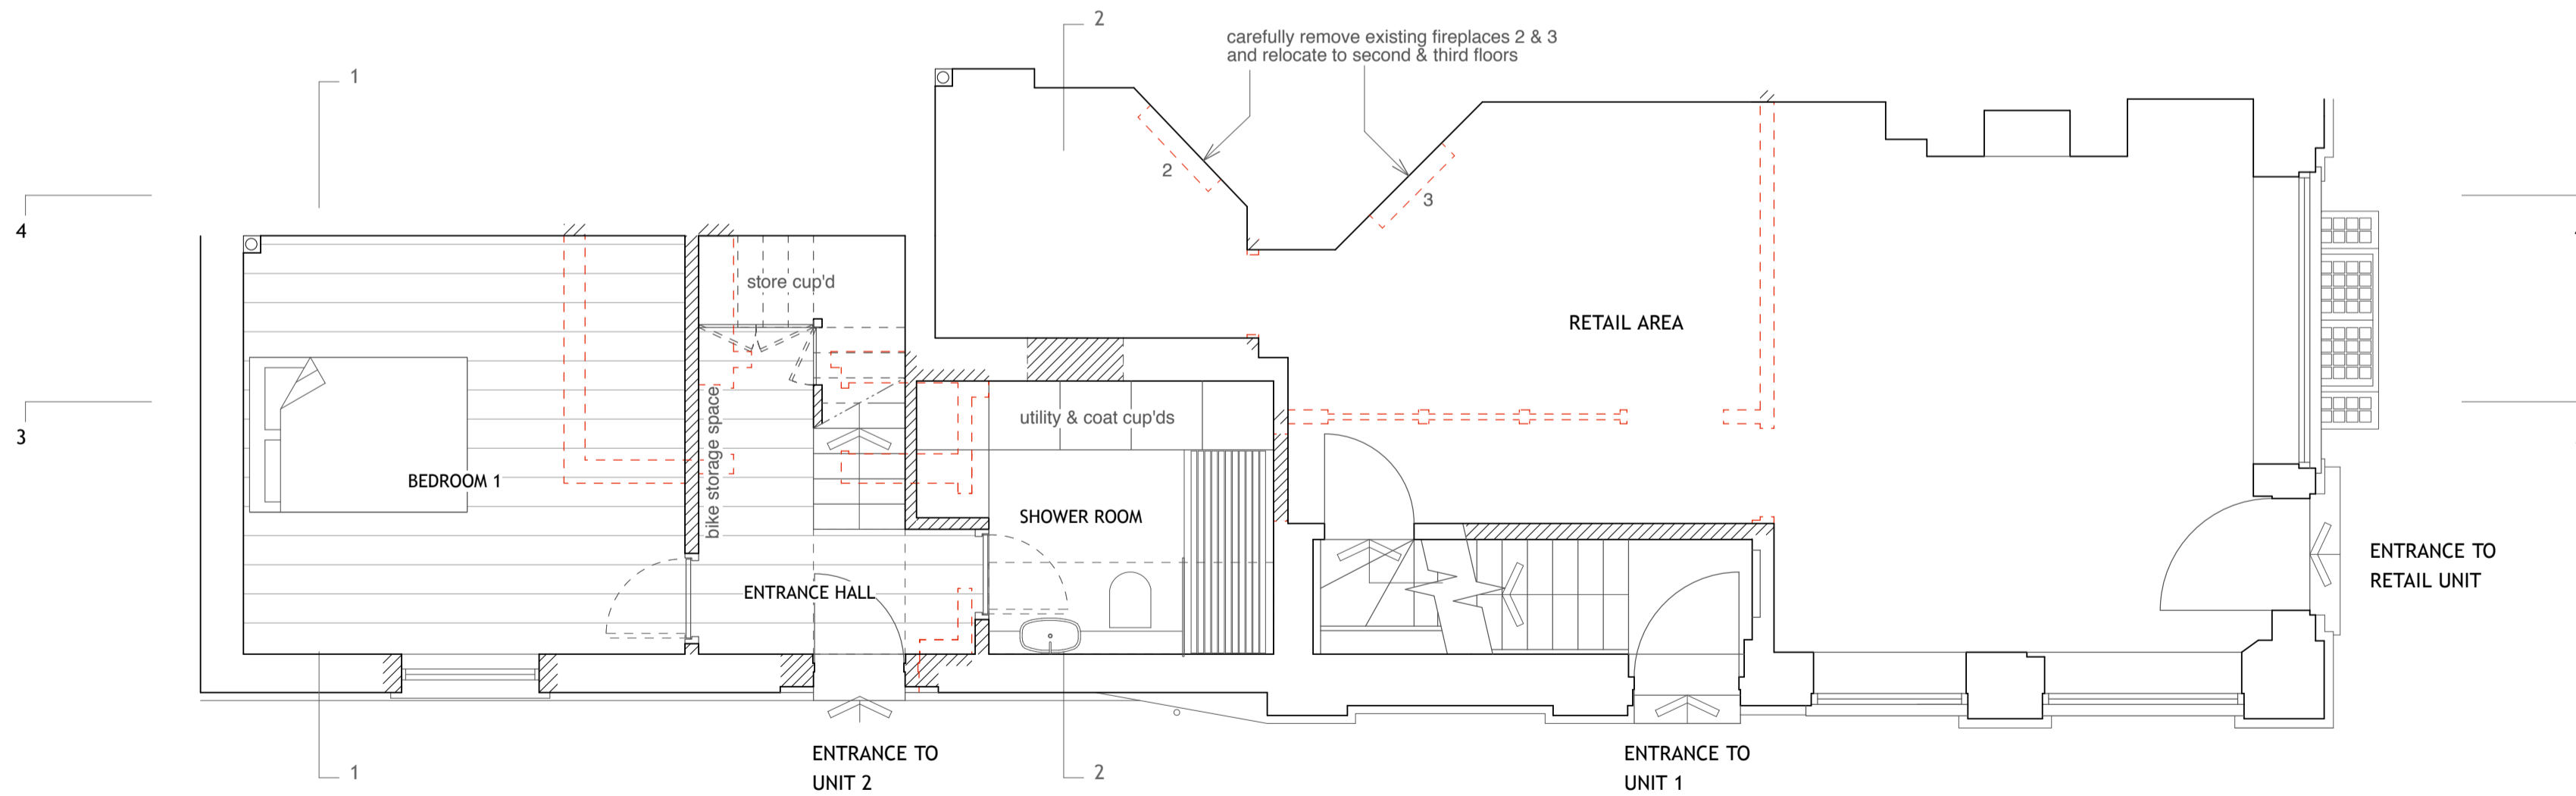 2
carefully remove existing fireplaces 2 & 3
and relocate to second & third floors
1
2
3
4
store cup'd
RETAIL AREA
3
utility & coat cup'ds
bike storage space
BEDROOM 1
SHOWER ROOM
ENTRANCE TO
RETAIL UNIT
ENTRANCE HALL
ENTRANCE TO
UNIT 2
ENTRANCE TO
UNIT 1
1
2